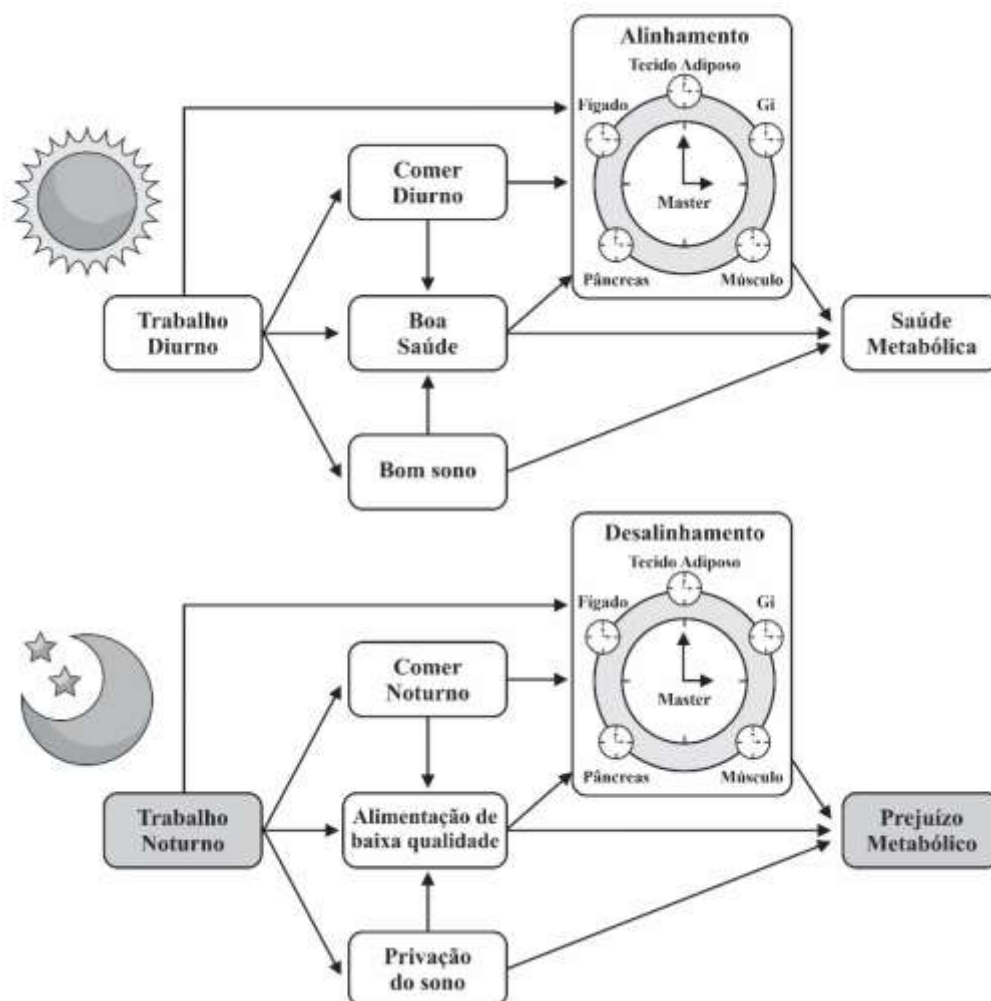 Alinhamento
Tecido Adiposo
Fígado
Gi
Master
Pâncreas
Músculo
Comer
Diurno
Trabalho
Diurno
Boa
Saúde
Saúde
Metabólica
Bom sono
Desalinhamento
Tecido Adiposo
Fígado
Gi
Master
Pâncreas
Músculo
Comer
Noturno
Trabalho
Noturno
Alimentação de
baixa qualidade
Prejuízo
Metabólico
Privação
do sono